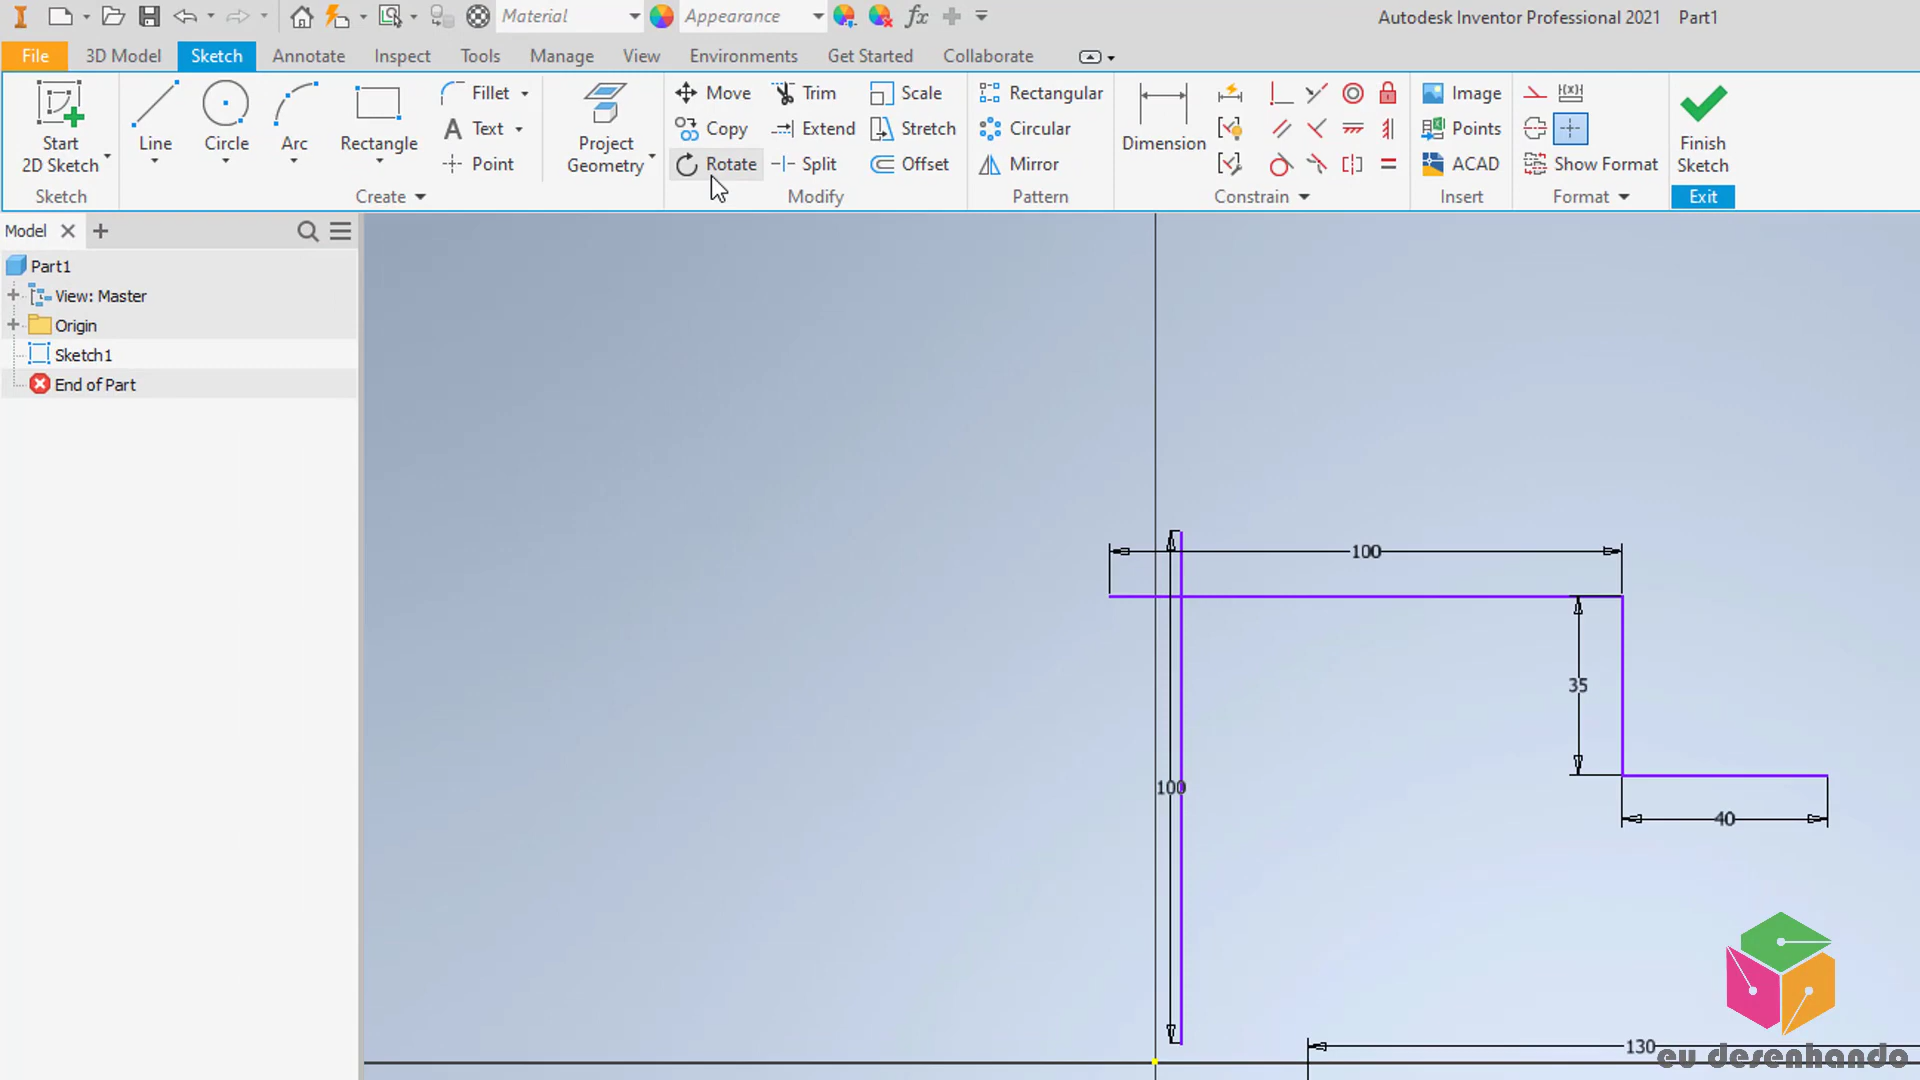 Material
Appearance
fx
Autodesk Inventor Professional 2021 Part1
File 3D Model Sketch Annotate Inspect Tools Manage View Environments Get Started Collaborate
Start
2D Sketch
Line
Circle
Arc
Rectangle
Fillet
Text
Point
Project
Geometry
Move
Copy
Rotate
Trim
Extend
Split
Scale
Stretch
Offset
Rectangular
Circular
Mirror
Dimension
Image
Points
ACAD
Show Format
Finish
Sketch
Sketch Create Modify Pattern Constrain Insert Format Exit
Model
Part1
View: Master
Origin
Sketch1
End of Part
100
35
100
40
130
eu desenhando